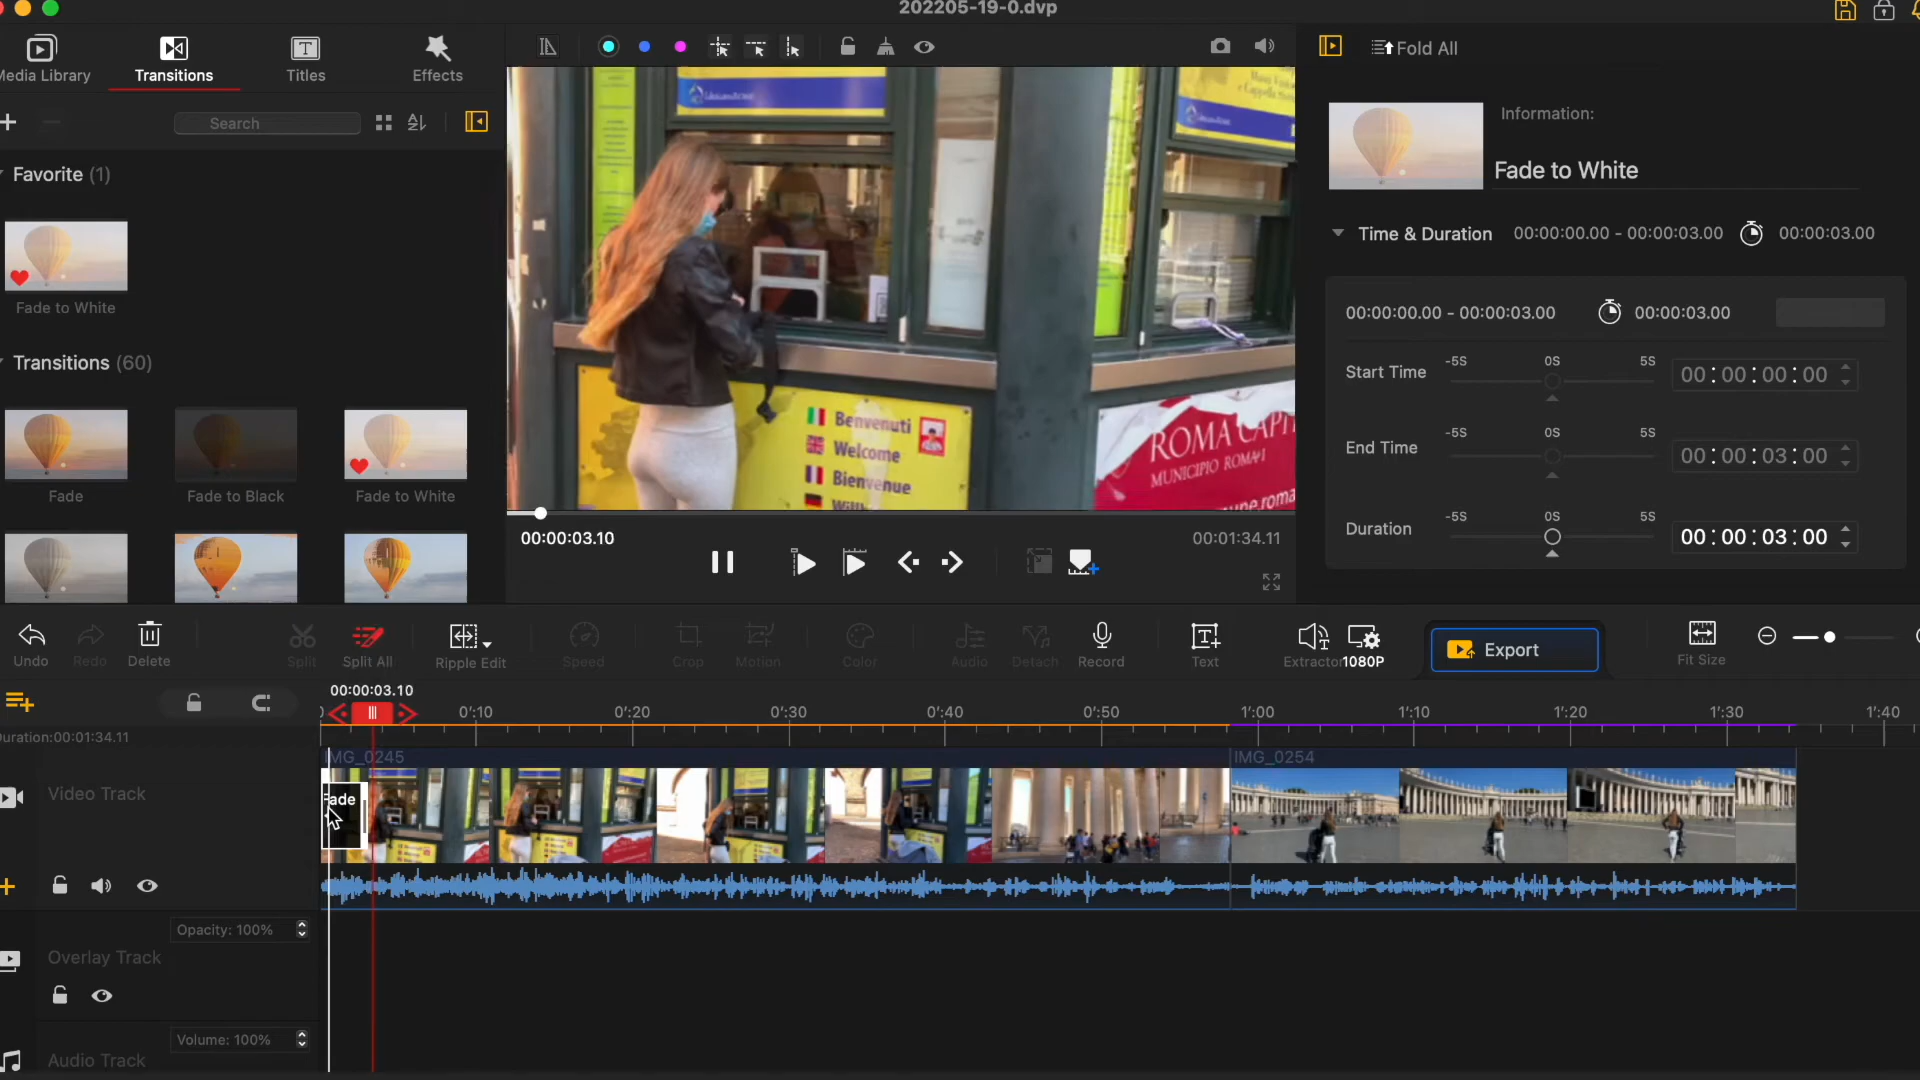 202205-19-0.dvp
Media Library
Transitions
Titles
Effects
Fold All
Search
Information:
Fade to White
Favorite (1)
Fade to White
Time & Duration 00:00:00.00 - 00:00:03.00 00:00:03.00
00:00:00.00 - 00:00:03.00 00:00:03.00
Transitions (60)
Start Time -5S 0S 5S 00:00:00:00
End Time -5S 0S 5S 00:00:03:00
Duration -5S 0S 5S 00:00:03:00
Fade
Fade to Black
Fade to White
Benvenuti
Welcome
Bienvenue
ROMA CAPIT
MUNICIPIO ROMA I
00:00:03.10
00:01:34.11
Undo
Redo
Delete
Split
Split All
Ripple Edit
Speed
Crop
Motion
Color
Audio
Detach
Record
Text
Extractor
1080P
Export
Fit Size
00:00:03.10
0':10 0':20 0':30 0':40 0':50 1':00 1':10 1':20 1':30 1':40
Duration:00:01:34.11
IMG_0245
IMG_0254
Video Track
Fade
Opacity: 100%
Overlay Track
Volume: 100%
Audio Track